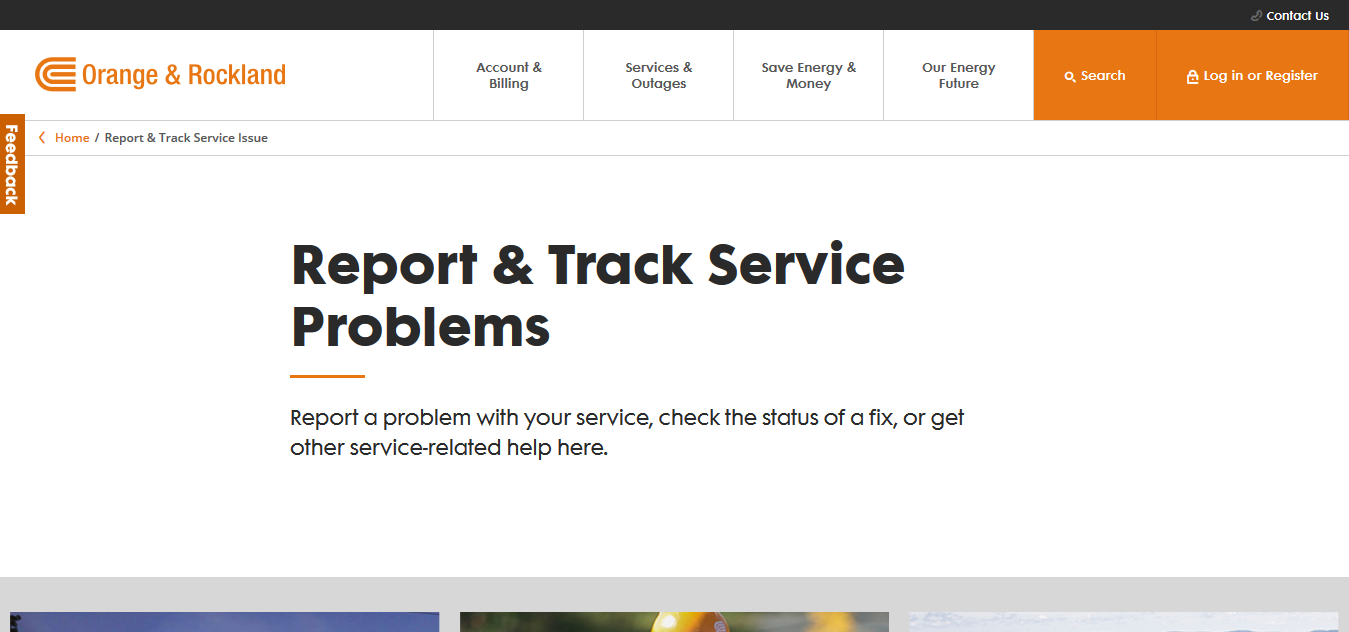 Contact Us
Orange & Rockland
Account &
Billing
Services &
Outages
Save Energy &
Money
Our Energy
Future
Search
Log in or Register
Feedback
Home / Report & Track Service Issue
Report & Track Service
Problems
Report a problem with your service, check the status of a fix, or get
other service-related help here.